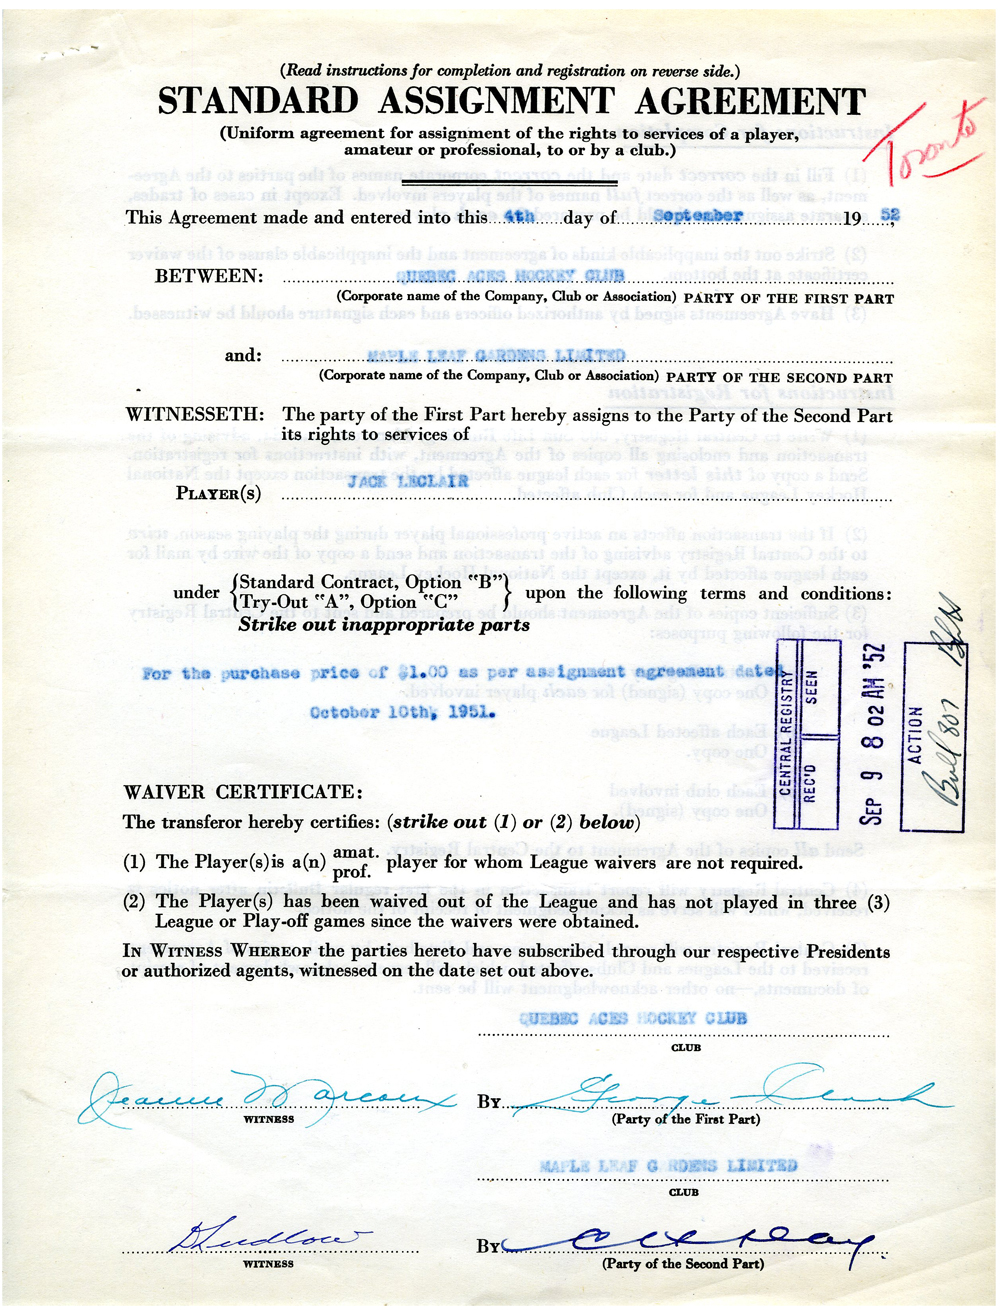 (Read instructions for completion and registration on reverse side.)
STANDARD ASSIGNMENT AGREEMENT
(Uniform agreement for assignment of the rights to services of a player,
amateur or professional, to or by a club.)
Toronto
This Agreement made and entered into this 4th day of September 19 52,
BETWEEN: QUEBEC ACES HOCKEY CLUB
(Corporate name of the Company, Club or Association) PARTY OF THE FIRST PART
and: MAPLE LEAF GARDENS LIMITED
(Corporate name of the Company, Club or Association) PARTY OF THE SECOND PART
WITNESSETH: The party of the First Part hereby assigns to the Party of the Second Part
its rights to services of
JACK LECLAIR
PLAYER(S)
under {Standard Contract, Option "B"} upon the following terms and conditions:
{Try-Out "A", Option "C"}
Strike out inappropriate parts
For the purchase price of $1.00 as per assignment agreement dated
October 10th, 1951.
CENTRAL REGISTRY
REC'D SEEN
SEP 9 8 02 AM '52
ACTION
Bull 807
WAIVER CERTIFICATE:
The transferor hereby certifies: (strike out (1) or (2) below)
(1) The Player(s) is a(n) amat. prof. player for whom League waivers are not required.
(2) The Player(s) has been waived out of the League and has not played in three (3)
League or Play-off games since the waivers were obtained.
IN WITNESS WHEREOF the parties hereto have subscribed through our respective Presidents
or authorized agents, witnessed on the date set out above.
QUEBEC ACES HOCKEY CLUB
CLUB
Jeanne Marcoux By George
WITNESS (Party of the First Part)
MAPLE LEAF G RDENS LIMITED
CLUB
Ludlow By Day.
WITNESS (Party of the Second Part)